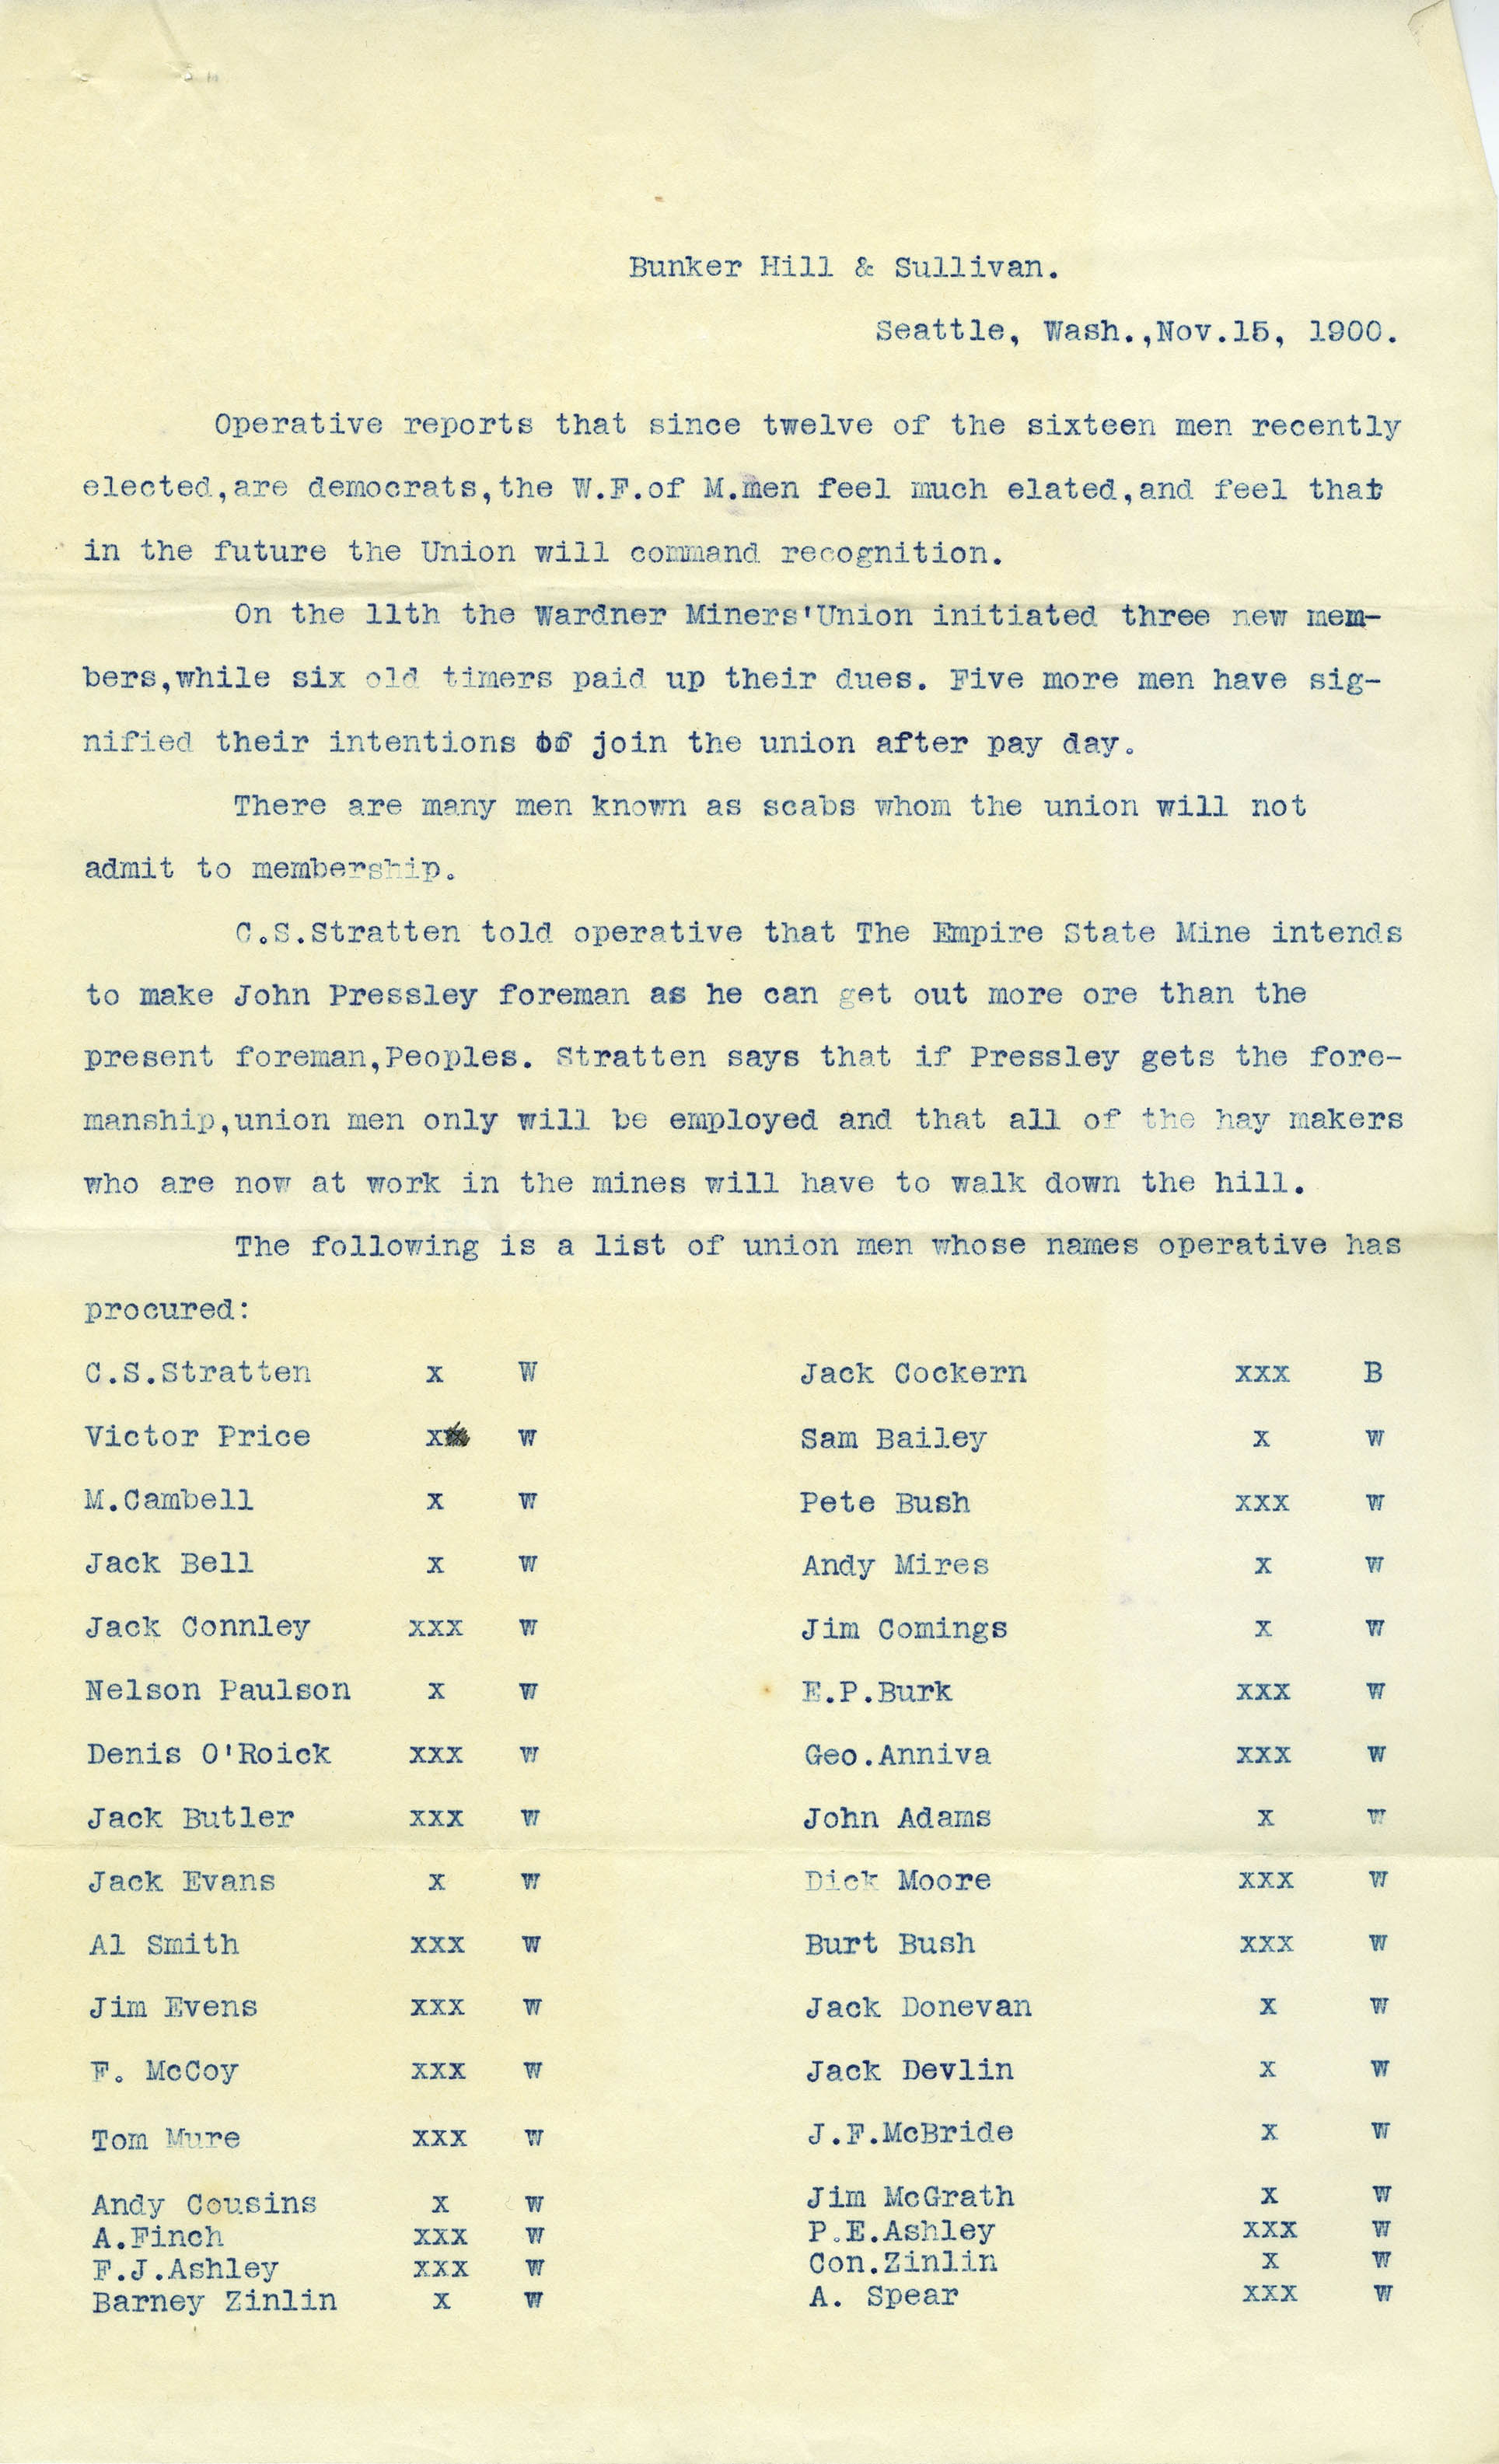 Bunker Hill & Sullivan.
Seattle, Wash.,Nov.15, 1900.
Operative reports that since twelve of the sixteen men recently
elected,are democrats,the W.F.of M.men feel much elated,and feel that
in the future the Union will command recognition.
On the 11th the Wardner Miners'Union initiated three new mem-
bers,while six old timers paid up their dues. Five more men have sig-
nified their intentions of join the union after pay day.
There are many men known as scabs whom the union will not
admit to membership.
C.S.Stratten told operative that The Empire State Mine intends
to make John Pressley foreman as he can get out more ore than the
present foreman,Peoples. Stratten says that if Pressley gets the fore-
manship,union men only will be employed and that all of the hay makers
who are now at work in the mines will have to walk down the hill.
The following is a list of union men whose names operative has
procured:
C.S.Stratten x W Jack Cockern xxx B
Victor Price x w Sam Bailey x w
M.Cambell x w Pete Bush xxx w
Jack Bell x w Andy Mires x w
Jack Connley xxx w Jim Comings x w
Nelson Paulson x w E.P.Burk xxx w
Denis O'Roick xxx w Geo.Anniva xxx w
Jack Butler xxx w John Adams x w
Jack Evans x w Dick Moore xxx w
Al Smith xxx w Burt Bush xxx w
Jim Evens xxx w Jack Donevan x w
F. McCoy xxx w Jack Devlin x w
Tom Mure xxx w J.F.McBride x w
Andy Cousins x w Jim McGrath x w
A.Finch xxx w P.E.Ashley xxx w
F.J.Ashley xxx w Con.Zinlin x w
Barney Zinlin x w A. Spear xxx w